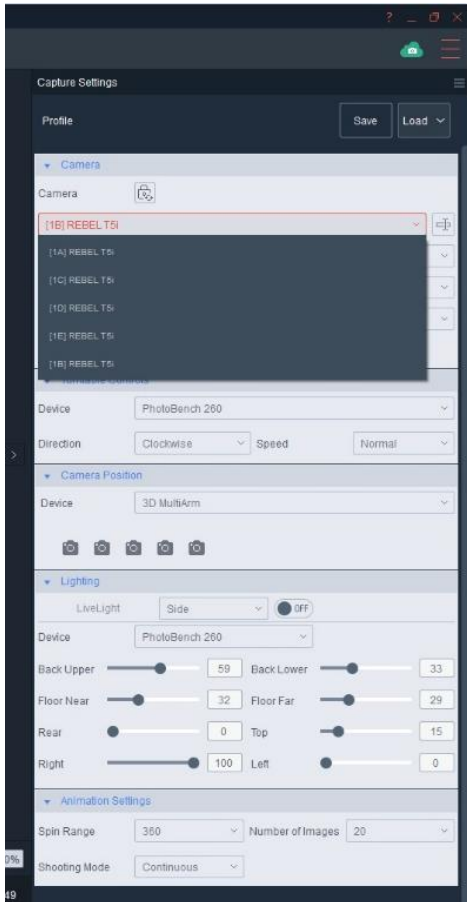 ?
Capture Settings
Profile Save Load
Camera
Camera
[1B] REBEL T5i
[1A] REBEL T5i
[1C] REBEL T5i
[1D] REBEL T5i
[1E] REBEL T5i
[1B] REBEL T5i
Device PhotoBench 260
Direction Clockwise Speed Normal
Camera Position
Device 3D MultiArm
Lighting
LiveLight Side OFF
Device PhotoBench 260
Back Upper 59 Back Lower 33
Floor Near 32 Floor Far 29
Rear 0 Top 15
Right 100 Left 0
Animation Settings
Spin Range 360 Number of Images 20
0%
Shooting Mode Continuous
49